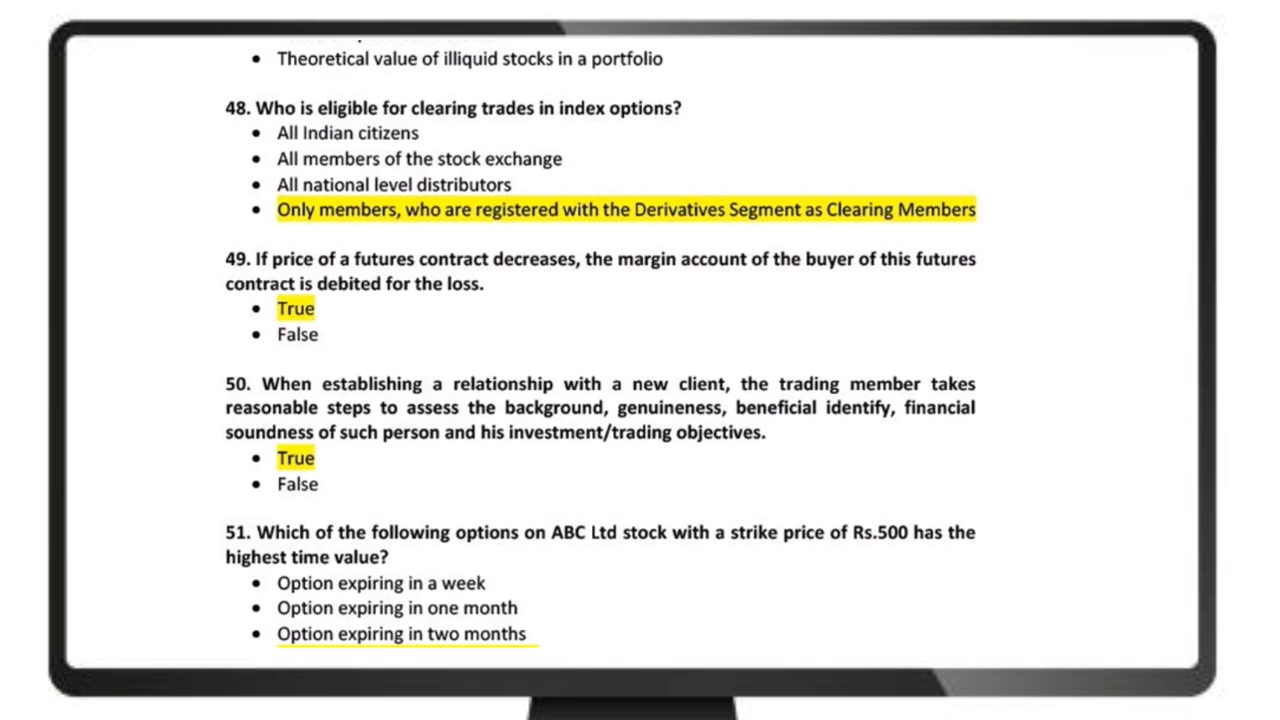 • Theoretical value of illiquid stocks in a portfolio
48. Who is eligible for clearing trades in index options?
• All Indian citizens
• All members of the stock exchange
• All national level distributors
• Only members, who are registered with the Derivatives Segment as Clearing Members
49. If price of a futures contract decreases, the margin account of the buyer of this futures
contract is debited for the loss.
• True
• False
50. When establishing a relationship with a new client, the trading member takes
reasonable steps to assess the background, genuineness, beneficial identify, financial
soundness of such person and his investment/trading objectives.
• True
• False
51. Which of the following options on ABC Ltd stock with a strike price of Rs.500 has the
highest time value?
• Option expiring in a week
• Option expiring in one month
• Option expiring in two months